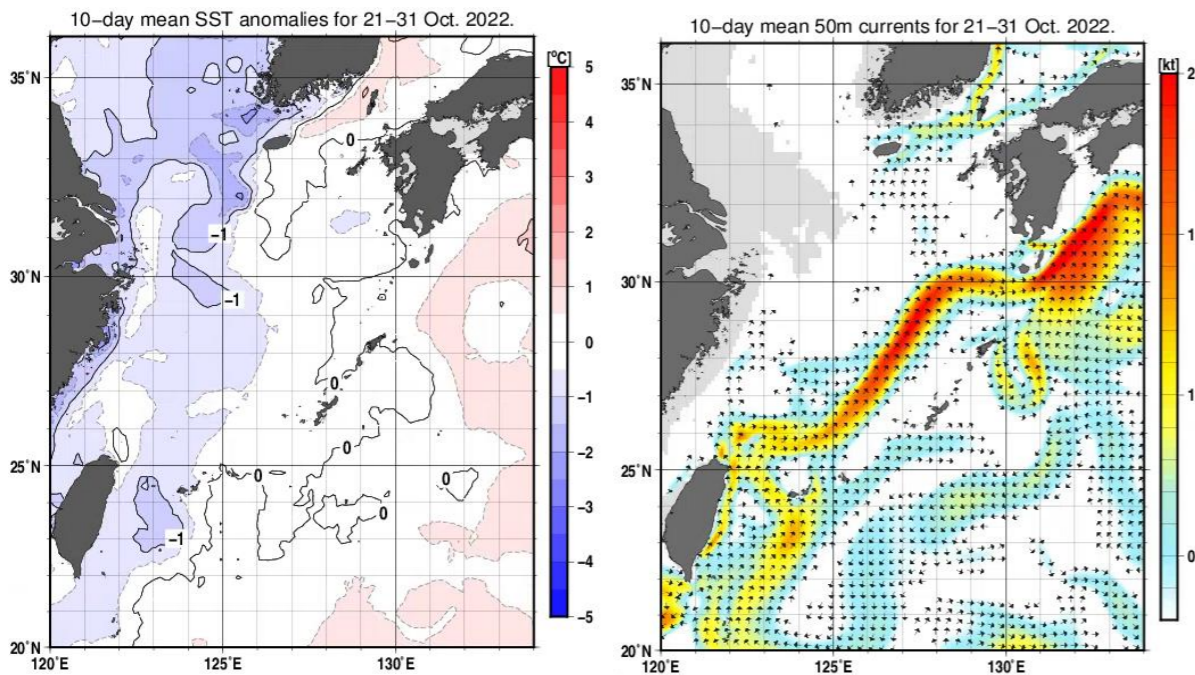 10-day mean SST anomalies for 21-31 Oct. 2022.
[°C]
5
4
3
2
1
0
-1
-2
-3
-4
-5
35°N
30°N
25°N
20°N
120°E
125°E
130°E
0
-1
-1
0
0
0
0
0
-1
10-day mean 50m currents for 21-31 Oct. 2022.
[kt]
2
1
1
0
35°N
30°N
25°N
20°N
120°E
125°E
130°E